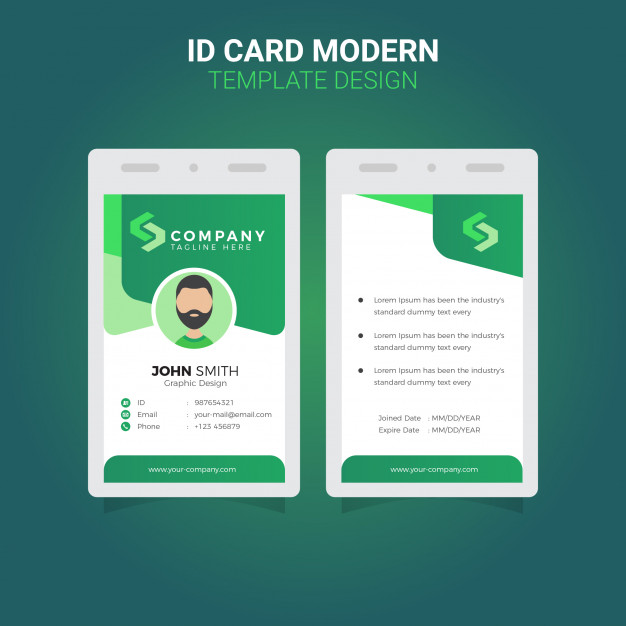 ID CARD MODERN
TEMPLATE DESIGN
COMPANY
TAGLINE HERE
JOHN SMITH
Graphic Design
ID : 987654321
Email : your-mail@email.com
Phone : +123 456879
www.your-company.com
Lorem Ipsum has been the industry's
standard dummy text every
Lorem Ipsum has been the industry's
standard dummy text every
Lorem Ipsum has been the industry's
standard dummy text every
Joined Date : MM/DD/YEAR
Expire Date : MM/DD/YEAR
www.your-company.com